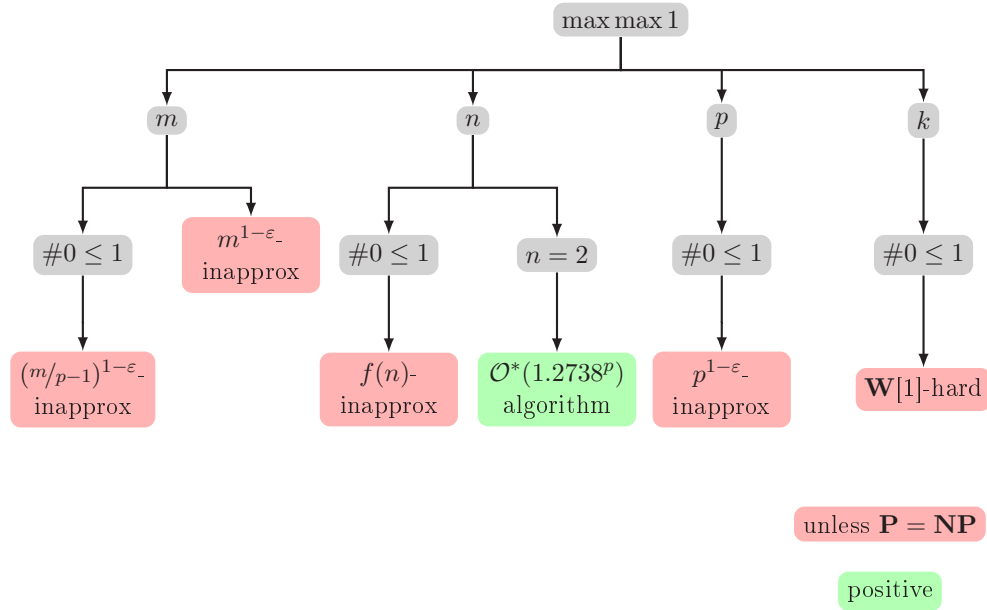 max max 1
m
n
p
k
#0 ≤ 1
m^{1−ε}-
inapprox
#0 ≤ 1
n = 2
#0 ≤ 1
#0 ≤ 1
(m/p−1)^{1−ε}-
inapprox
f(n)-
inapprox
𝒪*(1.2738^p)
algorithm
p^{1−ε}-
inapprox
W[1]-hard
unless P = NP
positive